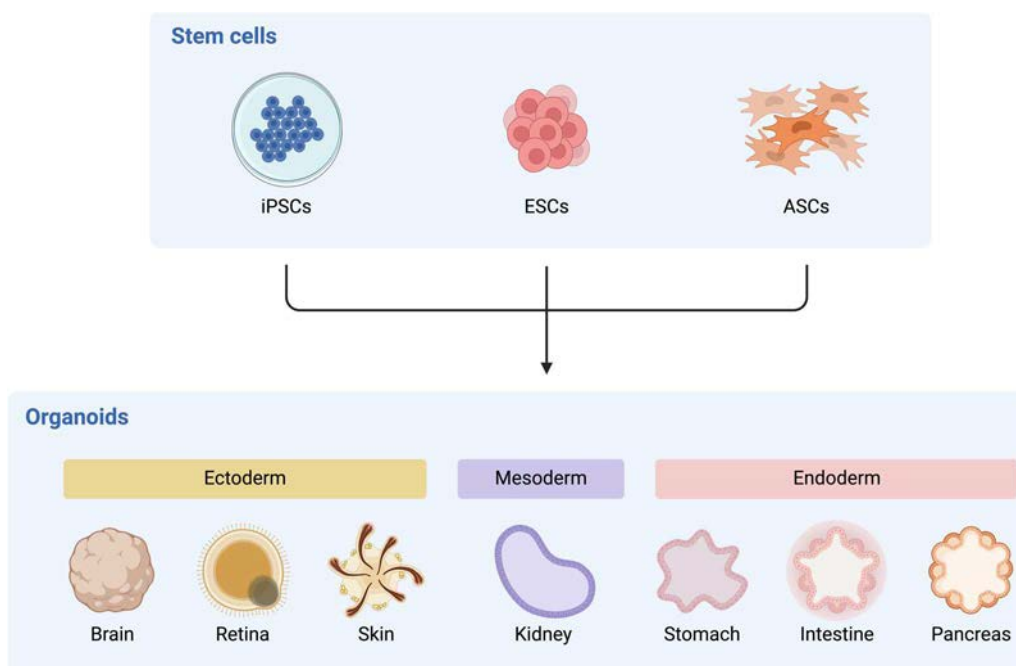 Stem cells
iPSCs ESCs ASCs
Organoids
Ectoderm Mesoderm Endoderm
Brain Retina Skin Kidney Stomach Intestine Pancreas